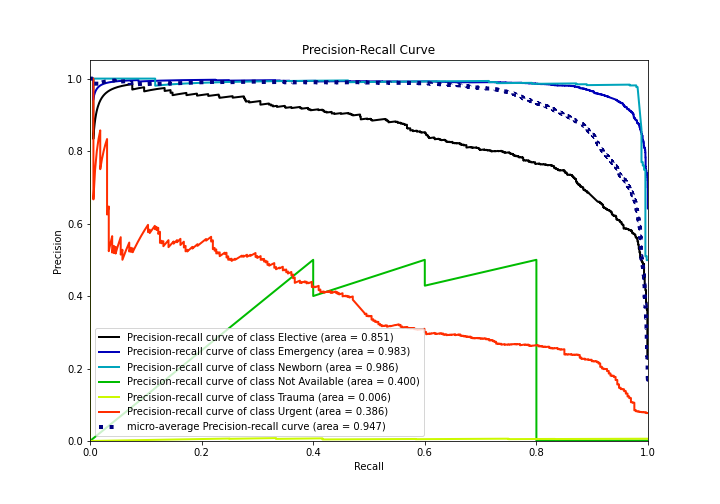 Precision-Recall Curve
Precision
1.0
0.8
0.6
0.4
0.2
0.0
Precision-recall curve of class Elective (area = 0.851)
Precision-recall curve of class Emergency (area = 0.983)
Precision-recall curve of class Newborn (area = 0.986)
Precision-recall curve of class Not Available (area = 0.400)
Precision-recall curve of class Trauma (area = 0.006)
Precision-recall curve of class Urgent (area = 0.386)
micro-average Precision-recall curve (area = 0.947)
0.0 0.2 0.4 0.6 0.8 1.0
Recall